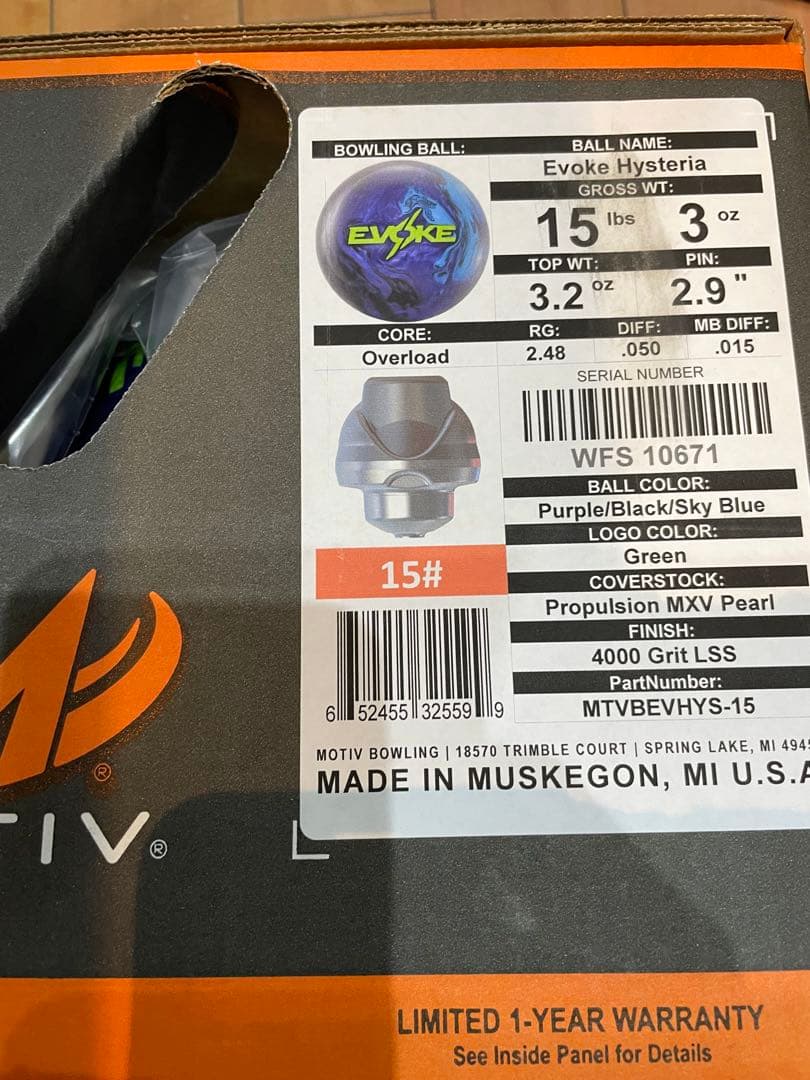 BOWLING BALL:
BALL NAME:
Evoke Hysteria
GROSS WT:
15 lbs 3 oz
EVOKE
TOP WT: PIN:
3.2 oz 2.9 "
CORE:
Overload
RG: DIFF: MB DIFF:
2.48 .050 .015
SERIAL NUMBER
WFS 10671
BALL COLOR:
Purple/Black/Sky Blue
LOGO COLOR:
Green
15#
COVERSTOCK:
Propulsion MXV Pearl
FINISH:
4000 Grit LSS
PartNumber:
MTVBEVHYS-15
6 52455 32559 9
MOTIV BOWLING | 18570 TRIMBLE COURT | SPRING LAKE, MI 494
MADE IN MUSKEGON, MI U.S.A
®
TIV®
LIMITED 1-YEAR WARRANTY
See Inside Panel for Details